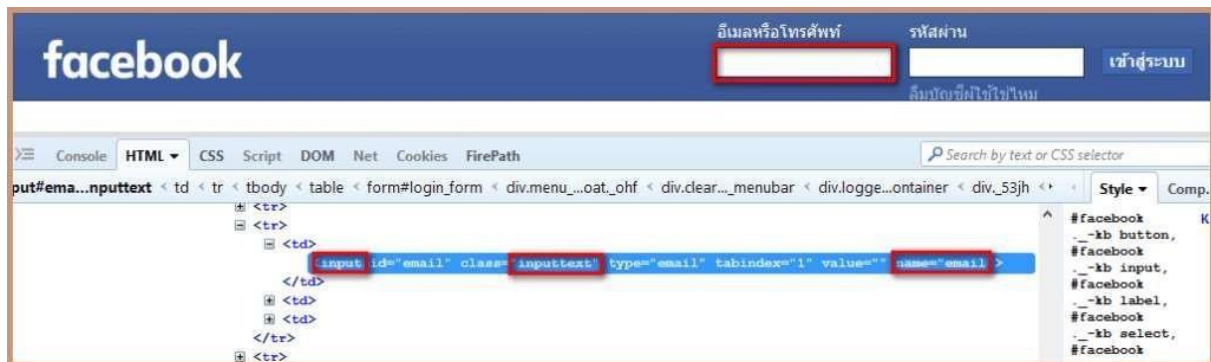 facebook
อีเมลหรือโทรศัพท์
รหัสผ่าน
เข้าสู่ระบบ
ลืมบัญชีผู้ใช้ใช่ไหม
Console HTML CSS Script DOM Net Cookies FirePath
Search by text or CSS selector
put#ema...nputtext < td < tr < tbody < table < form#login_form < div.menu_...oat._ohf < div.clear..._menubar < div.logge...ontainer < div._53jh <
Style Comp.
<tr>
<tr>
<td>
<input id="email" class="inputtext" type="email" tabindex="1" value="" name="email">
</td>
<td>
<td>
</tr>
<tr>
#facebook K
._-kb button,
#facebook
._-kb input,
#facebook
._-kb label,
#facebook
._-kb select,
#facebook